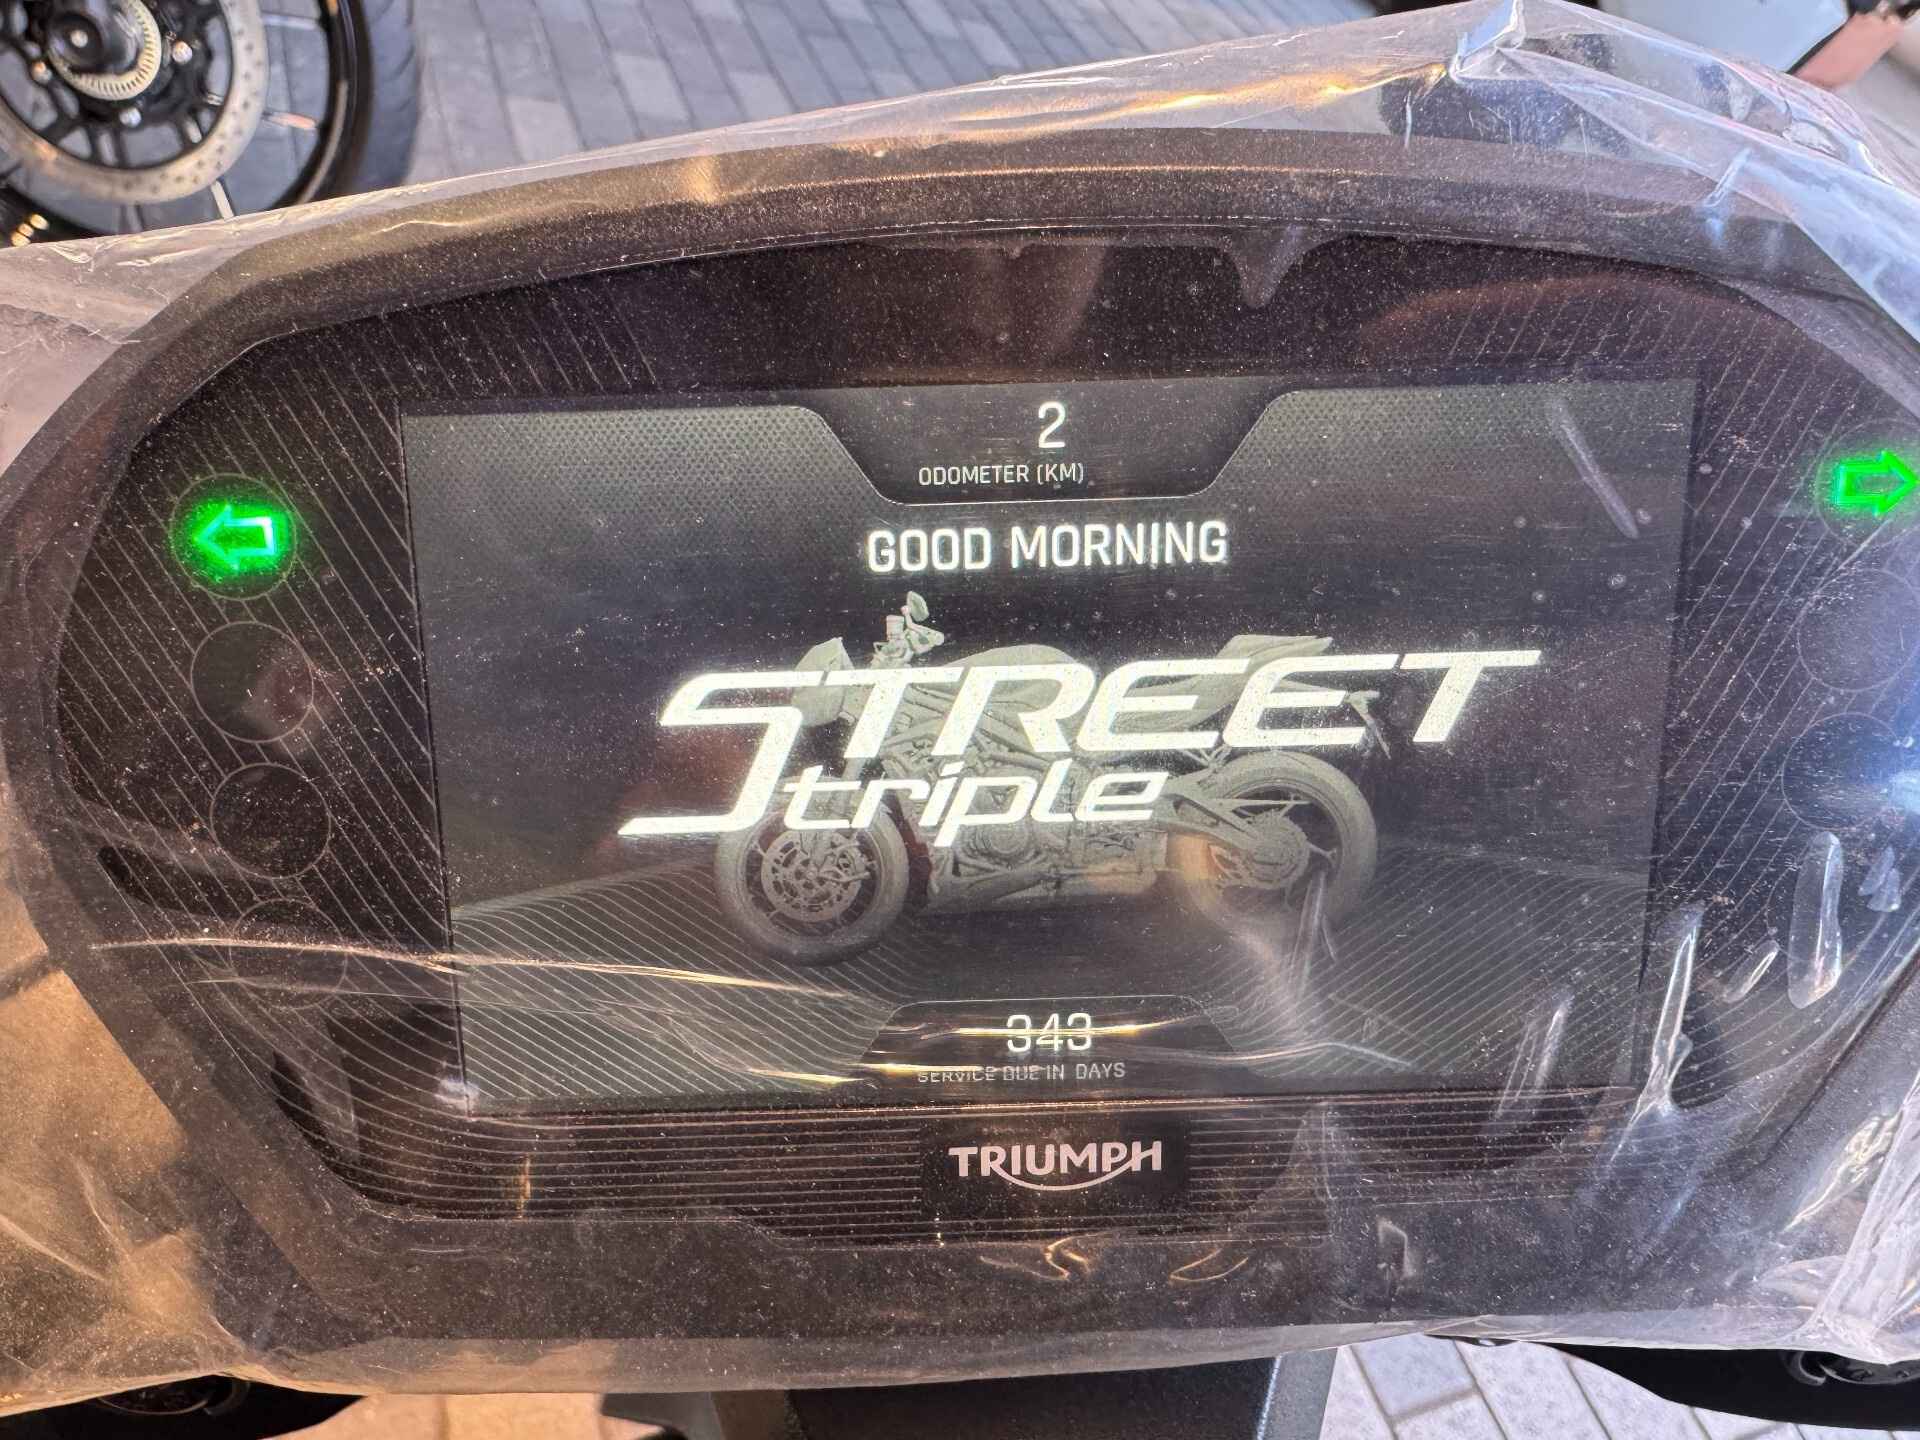 2
ODOMETER (KM)
GOOD MORNING
STREET
triple
343
SERVICE DUE IN DAYS
TRIUMPH